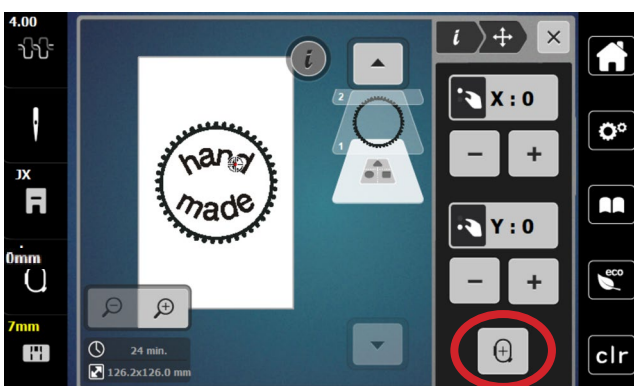 4.00
JX
0mm
7mm
hand
made
24 min.
126.2x126.0 mm
i
2
1
i
X : 0
− +
Y : 0
− +
eco
clr